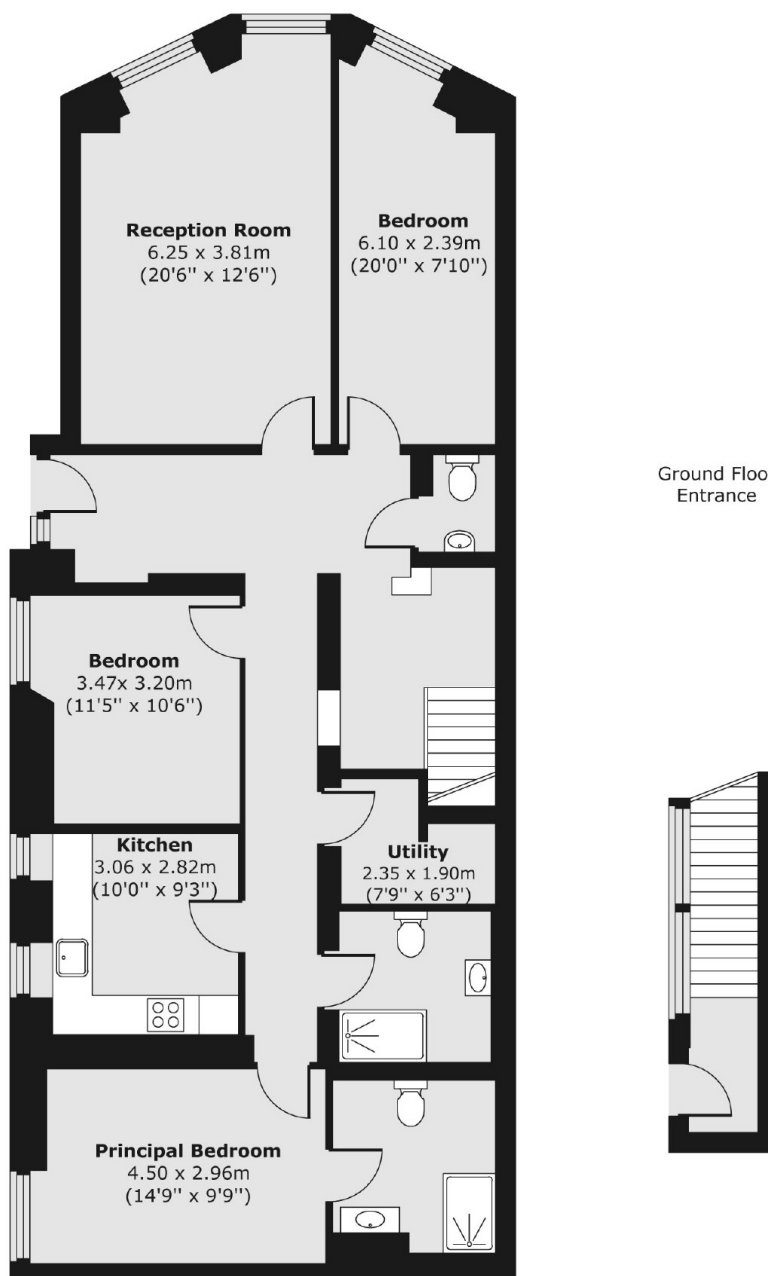 Reception Room
6.25 x 3.81m
(20'6" x 12'6")
Bedroom
6.10 x 2.39m
(20'0" x 7'10")
Ground Floo
Entrance
Bedroom
3.47x 3.20m
(11'5" x 10'6")
Kitchen
3.06 x 2.82m
(10'0" x 9'3")
Utility
2.35 x 1.90m
(7'9" x 6'3")
Principal Bedroom
4.50 x 2.96m
(14'9" x 9'9")